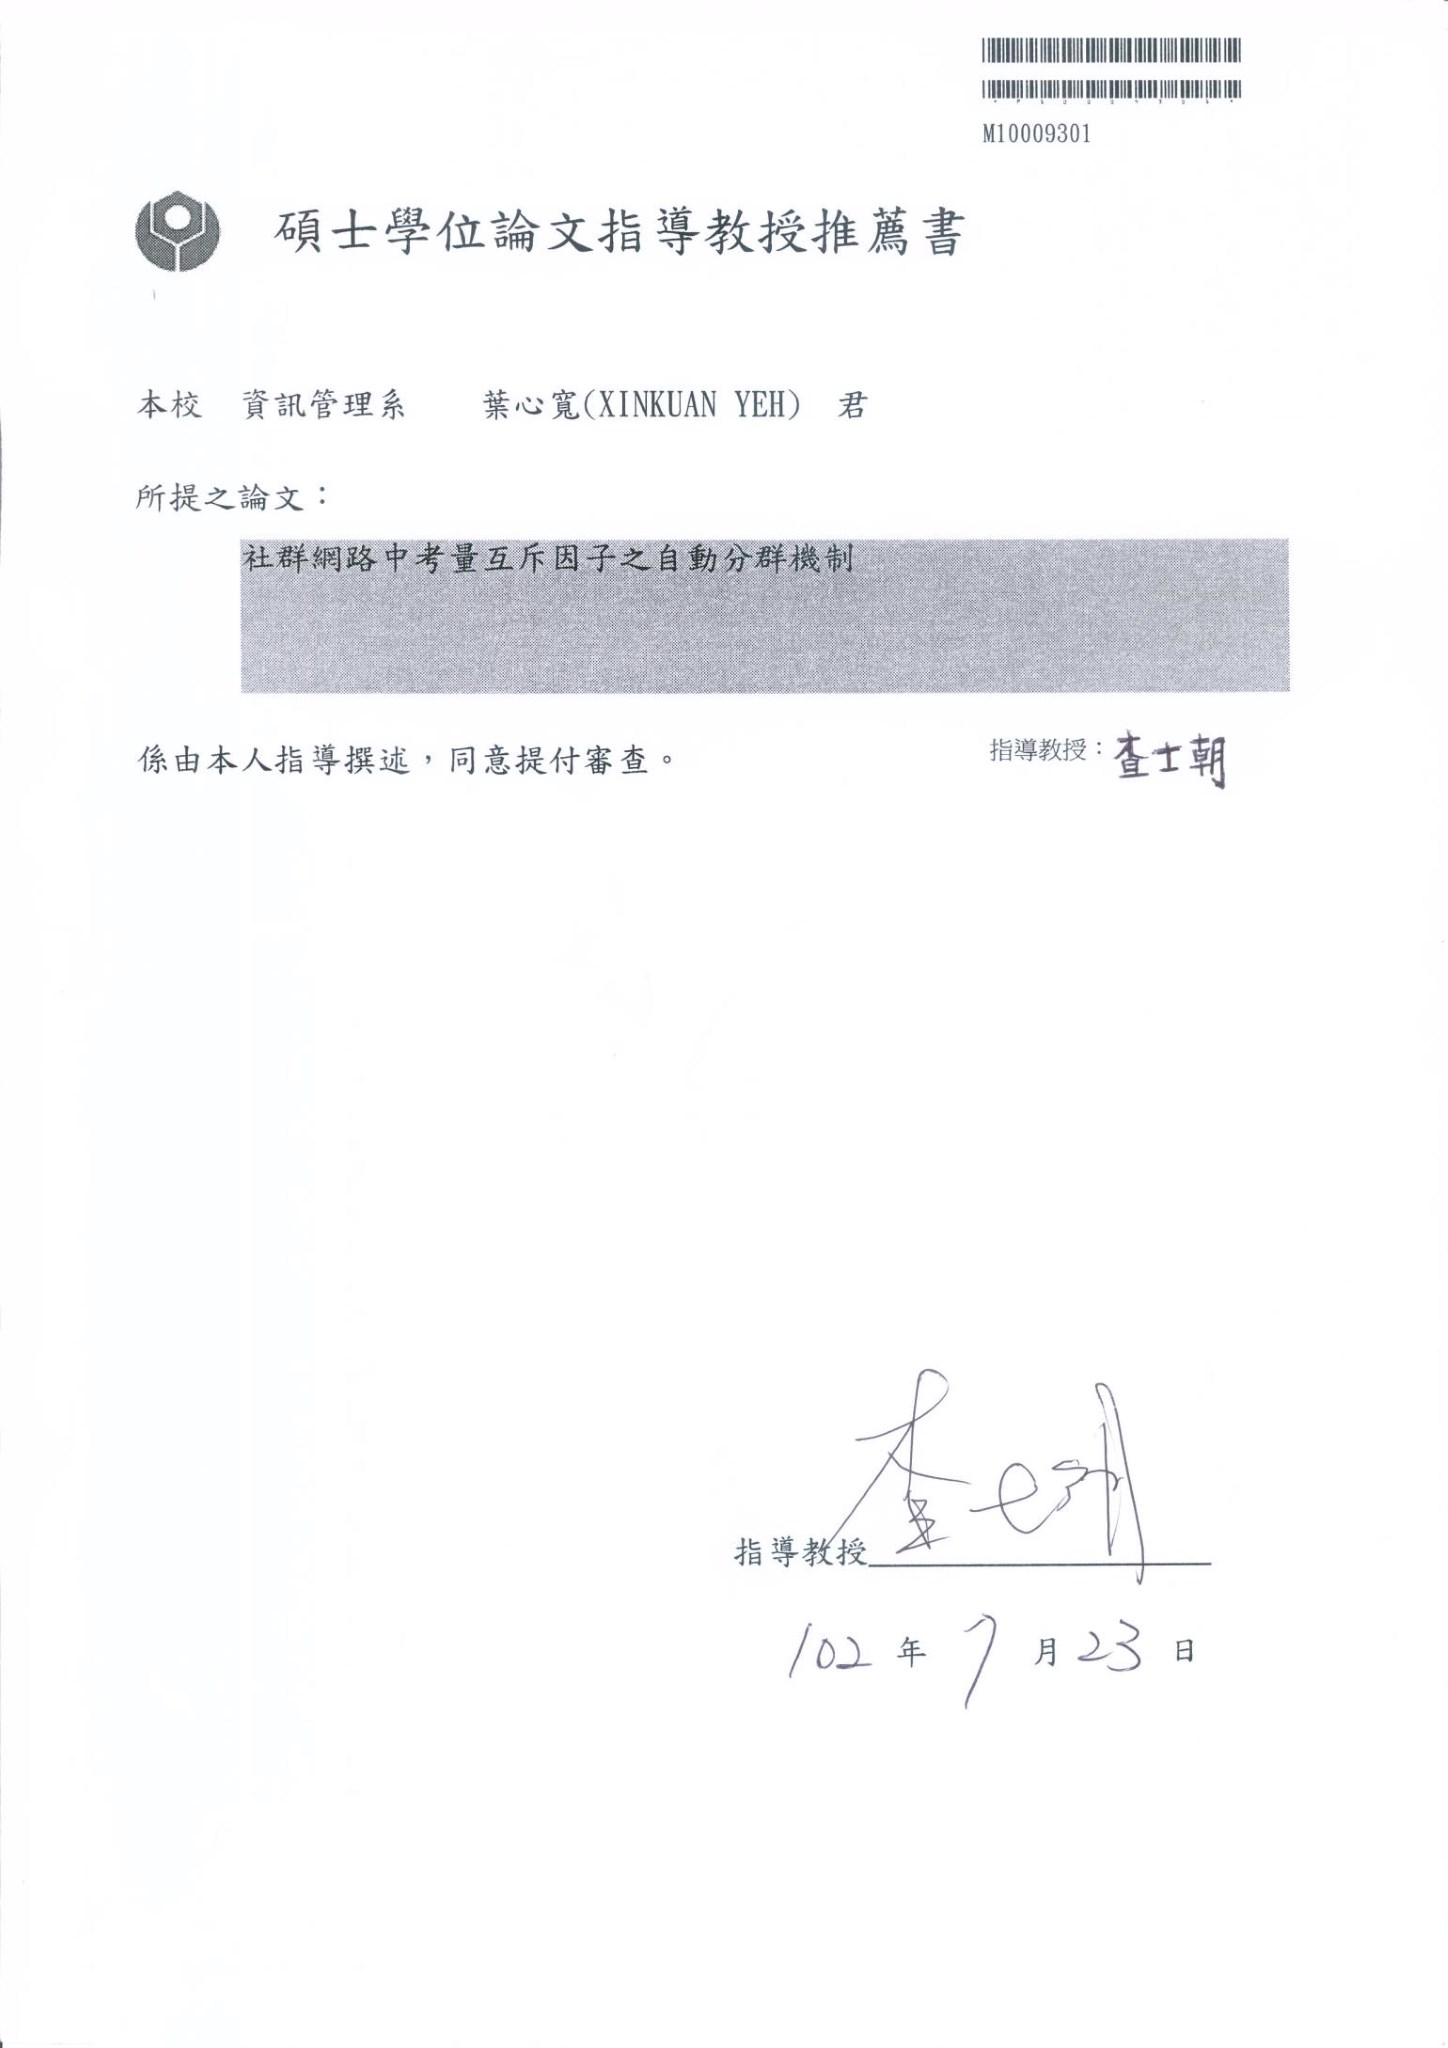 M10009301
碩士學位論文指導教授推薦書
本校 資訊管理系 葉心寬(XINKUAN YEH) 君
所提之論文：
社群網路中考量互斥因子之自動分群機制
係由本人指導撰述，同意提付審查。 指導教授：查士朝
指導教授 查士朝
102 年 7 月 23 日